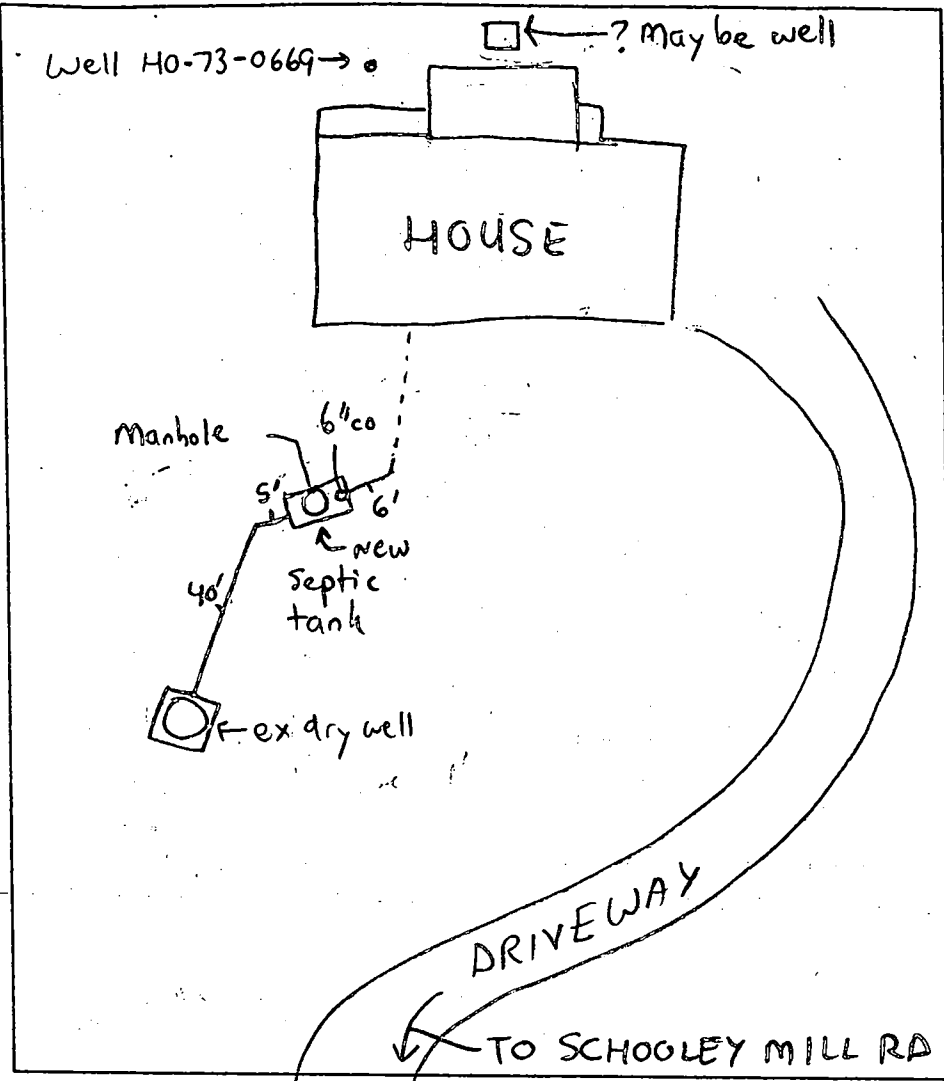 ? May be well
Well HO-73-0669
HOUSE
Manhole
6" co
5'
6'
New
Septic
tank
40'
ex dry well
DRIVEWAY
TO SCHOOLEY MILL RD